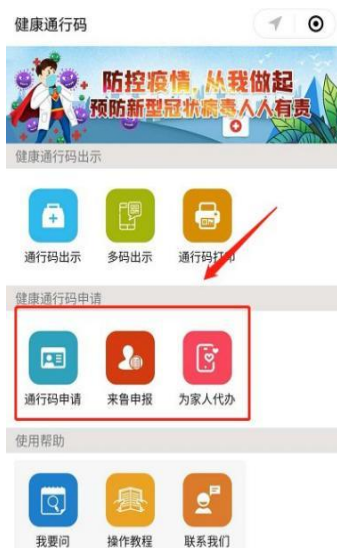 健康通行码
防控疫情，从我做起
预防新型冠状病毒人人有责
健康通行码出示
通行码出示 多码出示 通行码打印
健康通行码申请
通行码申请 来鲁申报 为家人代办
使用帮助
我要问 操作教程 联系我们